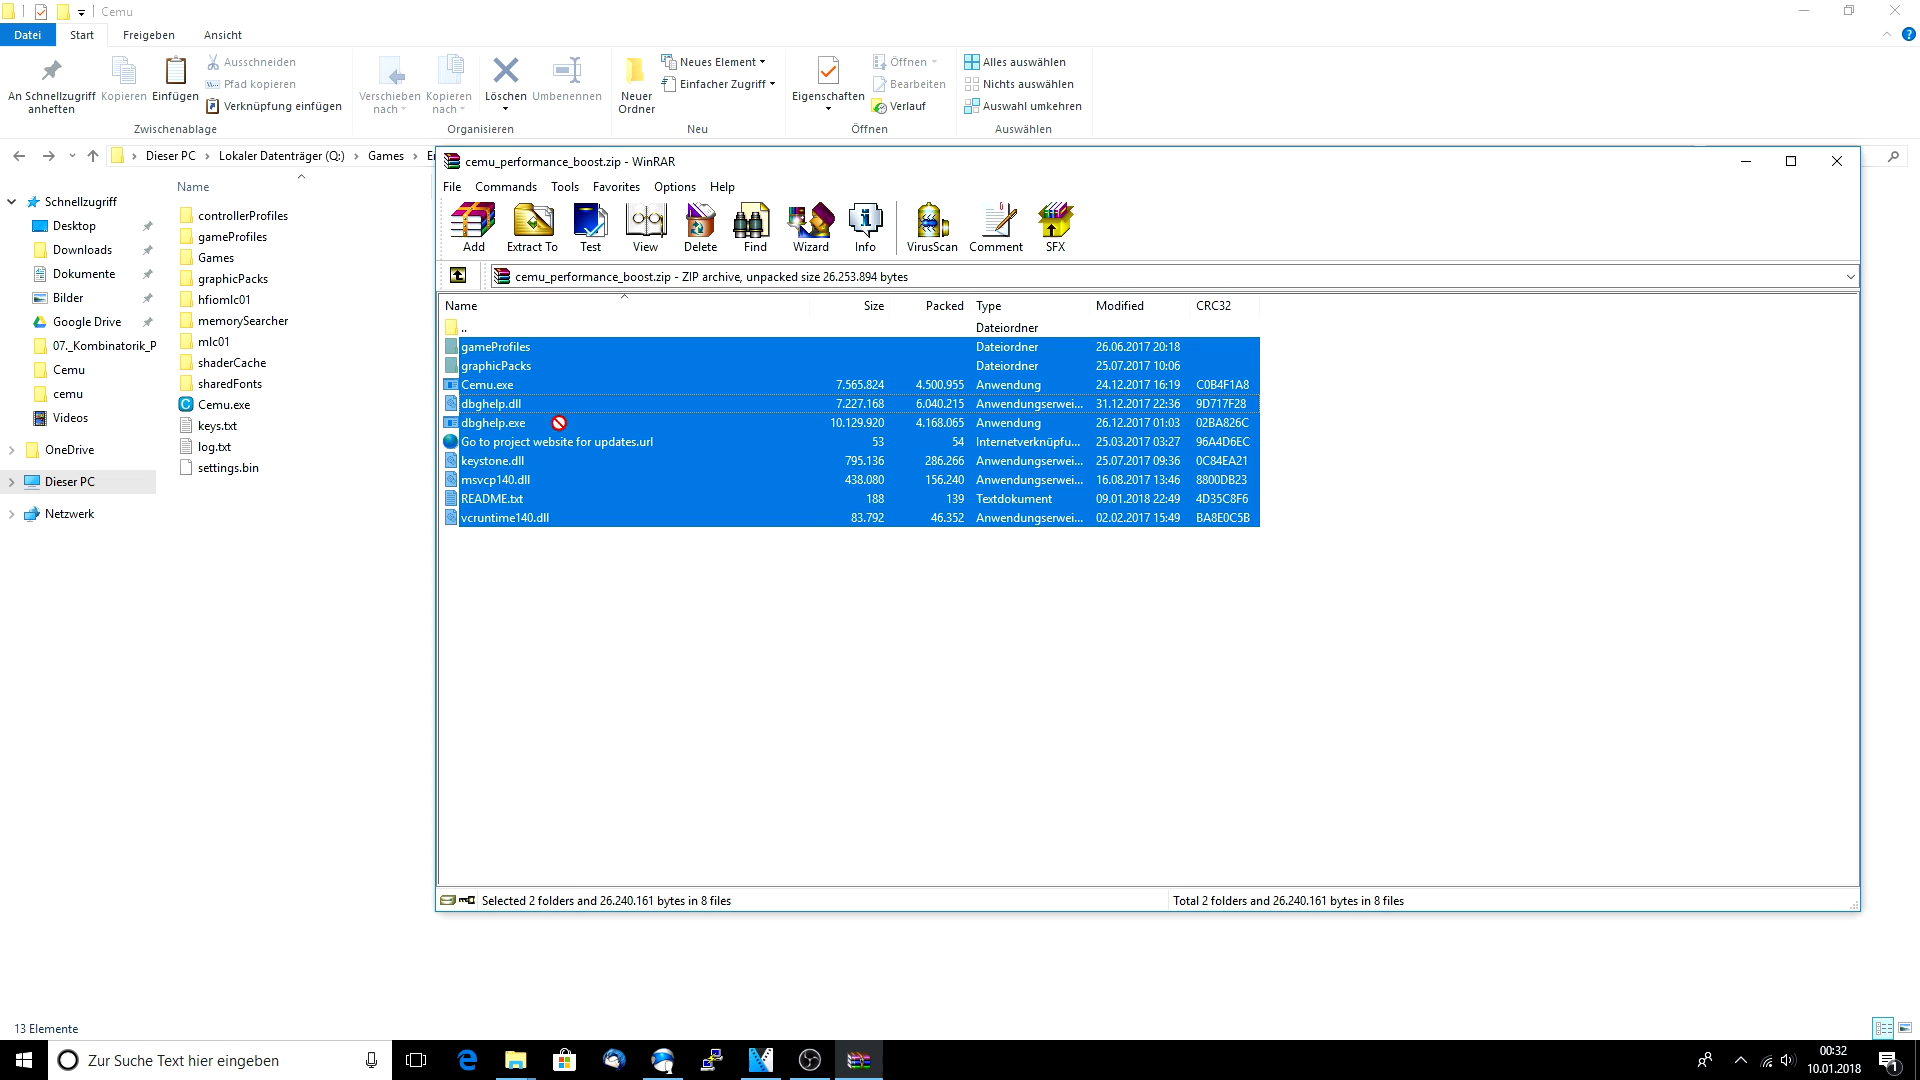 Cemu
Datei Start Freigeben Ansicht
An Schnellzugriff anheften
Kopieren
Einfügen
Ausschneiden
Pfad kopieren
Verknüpfung einfügen
Zwischenablage
Verschieben nach
Kopieren nach
Löschen
Umbenennen
Organisieren
Neuer Ordner
Neues Element
Einfacher Zugriff
Neu
Eigenschaften
Öffnen
Bearbeiten
Verlauf
Öffnen
Alles auswählen
Nichts auswählen
Auswahl umkehren
Auswählen
Dieser PC › Lokaler Datenträger (Q:) › Games ›
Schnellzugriff
Desktop
Downloads
Dokumente
Bilder
Google Drive
07._Kombinatorik_P
Cemu
cemu
Videos
OneDrive
Dieser PC
Netzwerk
Name
controllerProfiles
gameProfiles
Games
graphicPacks
hfiomlc01
memorySearcher
mlc01
shaderCache
sharedFonts
Cemu.exe
keys.txt
log.txt
settings.bin
cemu_performance_boost.zip - WinRAR
File Commands Tools Favorites Options Help
Add Extract To Test View Delete Find Wizard Info VirusScan Comment SFX
cemu_performance_boost.zip - ZIP archive, unpacked size 26.253.894 bytes
Name Size Packed Type Modified CRC32
.. Dateiordner
gameProfiles Dateiordner 26.06.2017 20:18
graphicPacks Dateiordner 25.07.2017 10:06
Cemu.exe 7.565.824 4.500.955 Anwendung 24.12.2017 16:19 C0B4F1A8
dbghelp.dll 7.227.168 6.040.215 Anwendungserwei... 31.12.2017 22:36 9D717F28
dbghelp.exe 10.129.920 4.168.065 Anwendung 26.12.2017 01:03 02BA826C
Go to project website for updates.url 53 54 Internetverknüpfu... 25.03.2017 03:27 96A4D6EC
keystone.dll 795.136 286.266 Anwendungserwei... 25.07.2017 09:36 0C84EA21
msvcp140.dll 438.080 156.240 Anwendungserwei... 16.08.2017 13:46 8800DB23
README.txt 188 139 Textdokument 09.01.2018 22:49 4D35C8F6
vcruntime140.dll 83.792 46.352 Anwendungserwei... 02.02.2017 15:49 BA8E0C5B
Selected 2 folders and 26.240.161 bytes in 8 files
Total 2 folders and 26.240.161 bytes in 8 files
13 Elemente
Zur Suche Text hier eingeben
00:32
10.01.2018
1